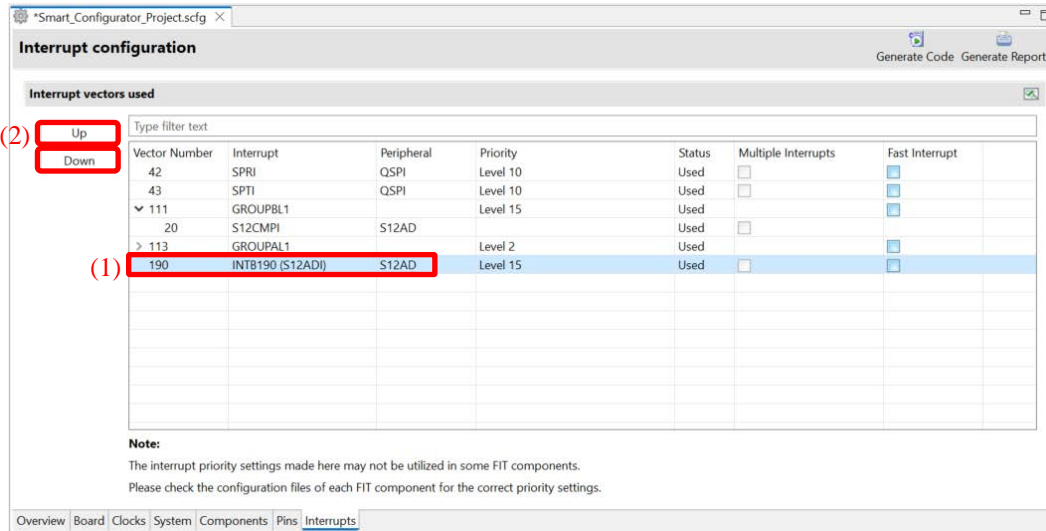 *Smart_Configurator_Project.scfg
Interrupt configuration
Generate Code Generate Report
Interrupt vectors used
(2)
Up
Down
Type filter text
Vector Number Interrupt Peripheral Priority Status Multiple Interrupts Fast Interrupt
42 SPRI QSPI Level 10 Used
43 SPTI QSPI Level 10 Used
111 GROUPBL1 Level 15 Used
20 S12CMPI S12AD Used
113 GROUPAL1 Level 2 Used
(1) 190 INTB190 (S12ADI) S12AD Level 15 Used
Note:
The interrupt priority settings made here may not be utilized in some FIT components.
Please check the configuration files of each FIT component for the correct priority settings.
Overview Board Clocks System Components Pins Interrupts